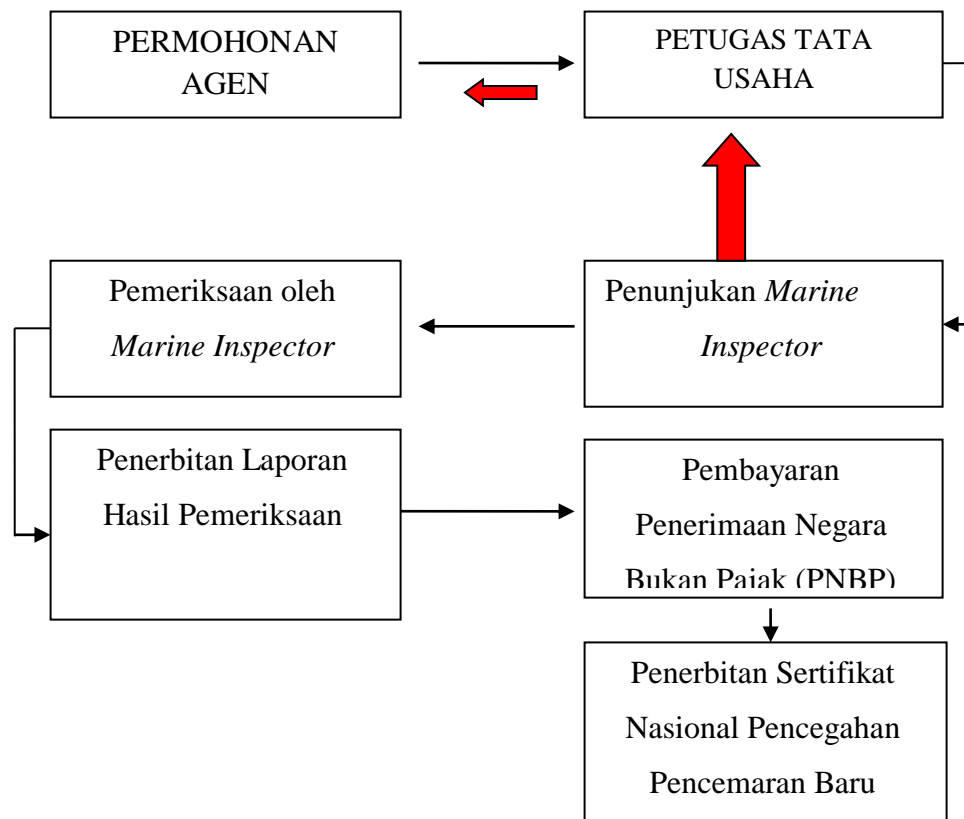 PERMOHONAN
AGEN
PETUGAS TATA
USAHA
Pemeriksaan oleh
Marine Inspector
Penunjukan Marine
Inspector
Penerbitan Laporan
Hasil Pemeriksaan
Pembayaran
Penerimaan Negara
Bukan Pajak (PNBP)
Penerbitan Sertifikat
Nasional Pencegahan
Pencemaran Baru